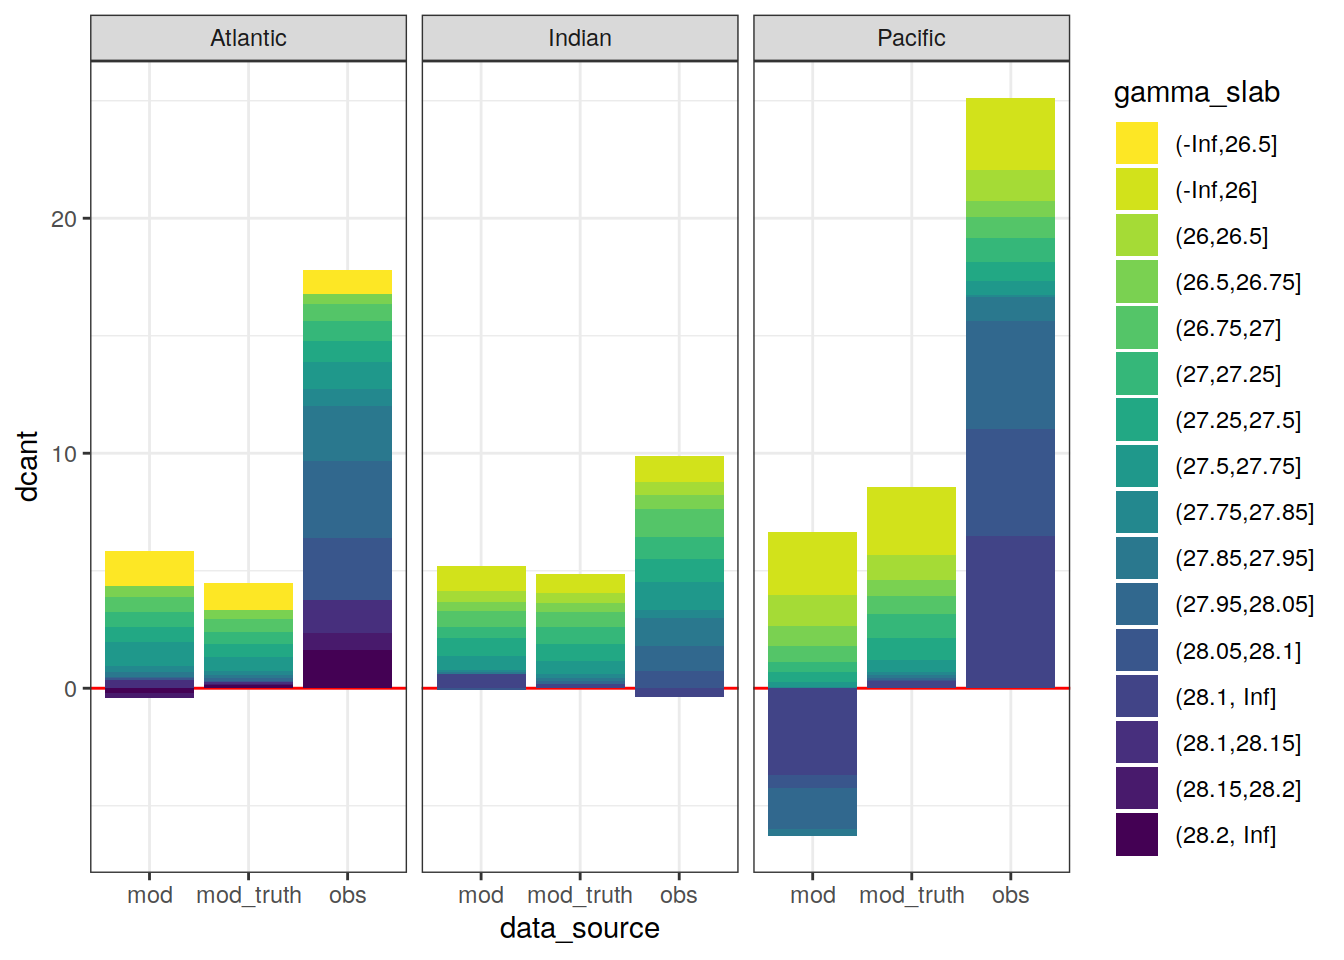 Atlantic
Indian
Pacific
dcant
20
10
0
mod mod_truth obs
mod mod_truth obs
mod mod_truth obs
data_source
gamma_slab
(-Inf,26.5]
(-Inf,26]
(26,26.5]
(26.5,26.75]
(26.75,27]
(27,27.25]
(27.25,27.5]
(27.5,27.75]
(27.75,27.85]
(27.85,27.95]
(27.95,28.05]
(28.05,28.1]
(28.1, Inf]
(28.1,28.15]
(28.15,28.2]
(28.2, Inf]